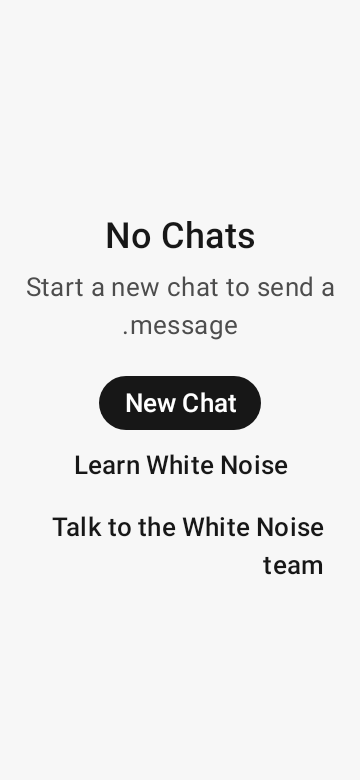 No Chats
Start a new chat to send a
.message
New Chat
Learn White Noise
Talk to the White Noise
team